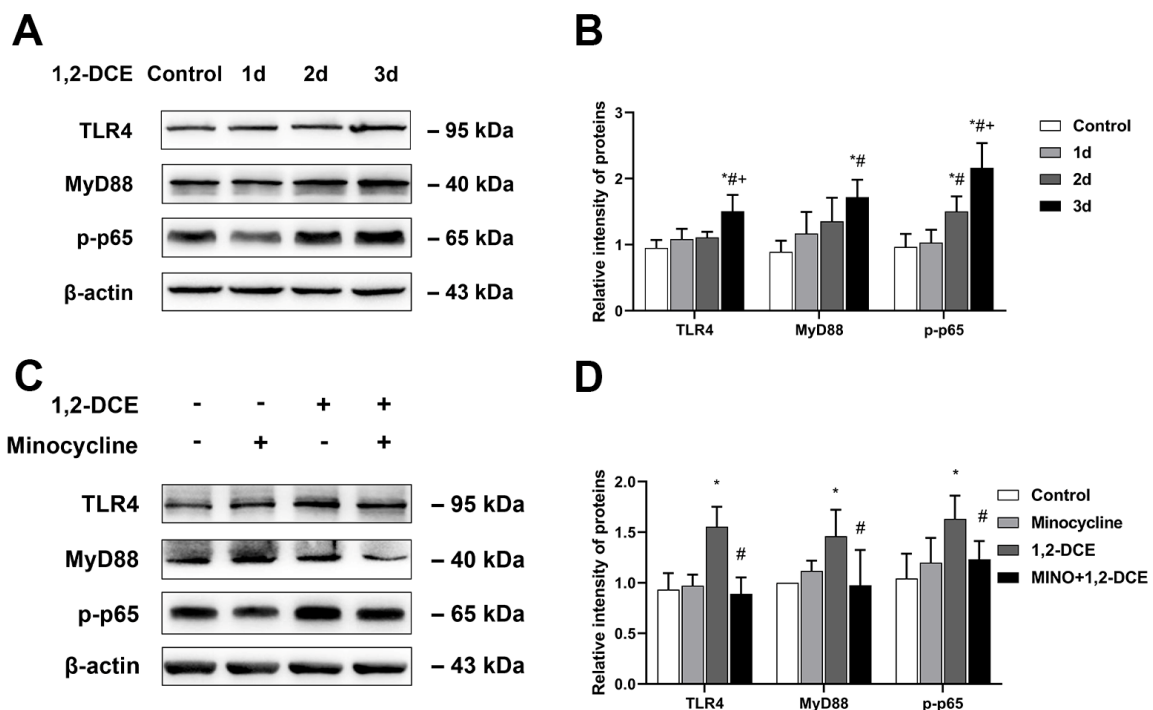 A
1,2-DCE Control 1d 2d 3d
TLR4 – 95 kDa
MyD88 – 40 kDa
p-p65 – 65 kDa
β-actin – 43 kDa
B
Relative intensity of proteins
3
2
1
0
*#+
*#
*#
*#+
TLR4 MyD88 p-p65
Control
1d
2d
3d
C
1,2-DCE - - + +
Minocycline - + - +
TLR4 – 95 kDa
MyD88 – 40 kDa
p-p65 – 65 kDa
β-actin – 43 kDa
D
Relative intensity of proteins
2.0
1.5
1.0
0.5
0.0
* # * # * #
TLR4 MyD88 p-p65
Control
Minocycline
1,2-DCE
MINO+1,2-DCE